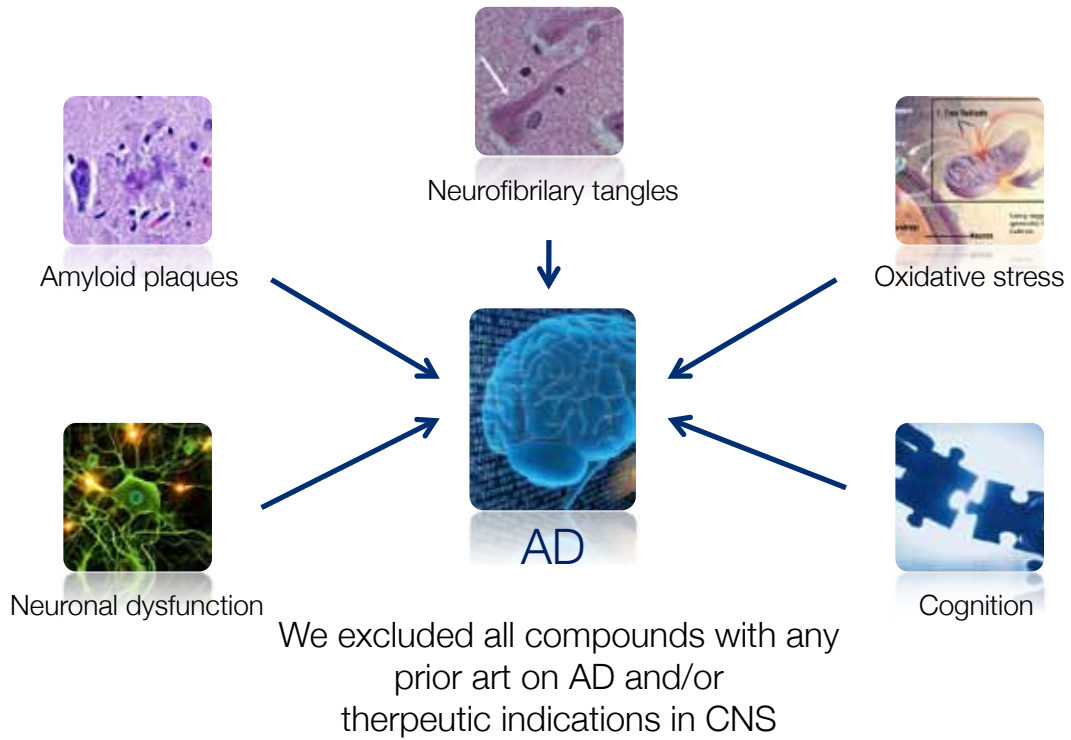 Neurofibrilary tangles
Amyloid plaques
Oxidative stress
AD
Neuronal dysfunction
Cognition
We excluded all compounds with any
prior art on AD and/or
therpeutic indications in CNS